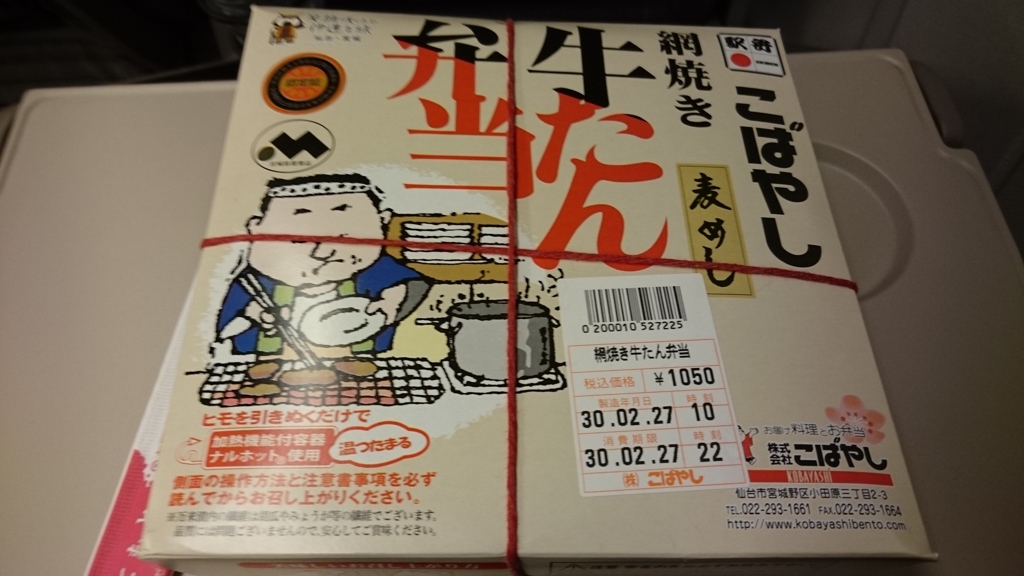 駅弁
こばやし
網焼き
牛たん
弁当
麦めし
0 200010 527225
網焼き牛たん弁当
税込価格 ¥1050
製造年月日 時刻
30.02.27 10
消費期限 時刻
30.02.27 22
(株) こばやし
ヒモを引きぬくだけで
加熱機能付容器
ナルホット®使用
温つたまる
側面の操作方法と注意書事項を必ず
読んでからお召し上がりください。
お届け料理とお弁当
株式会社 こばやし
KOBAYASHI
仙台市宮城野区小田原三丁目2-3
TEL.022-293-1661 FAX.022-293-1664
http://www.kobayashibento.com